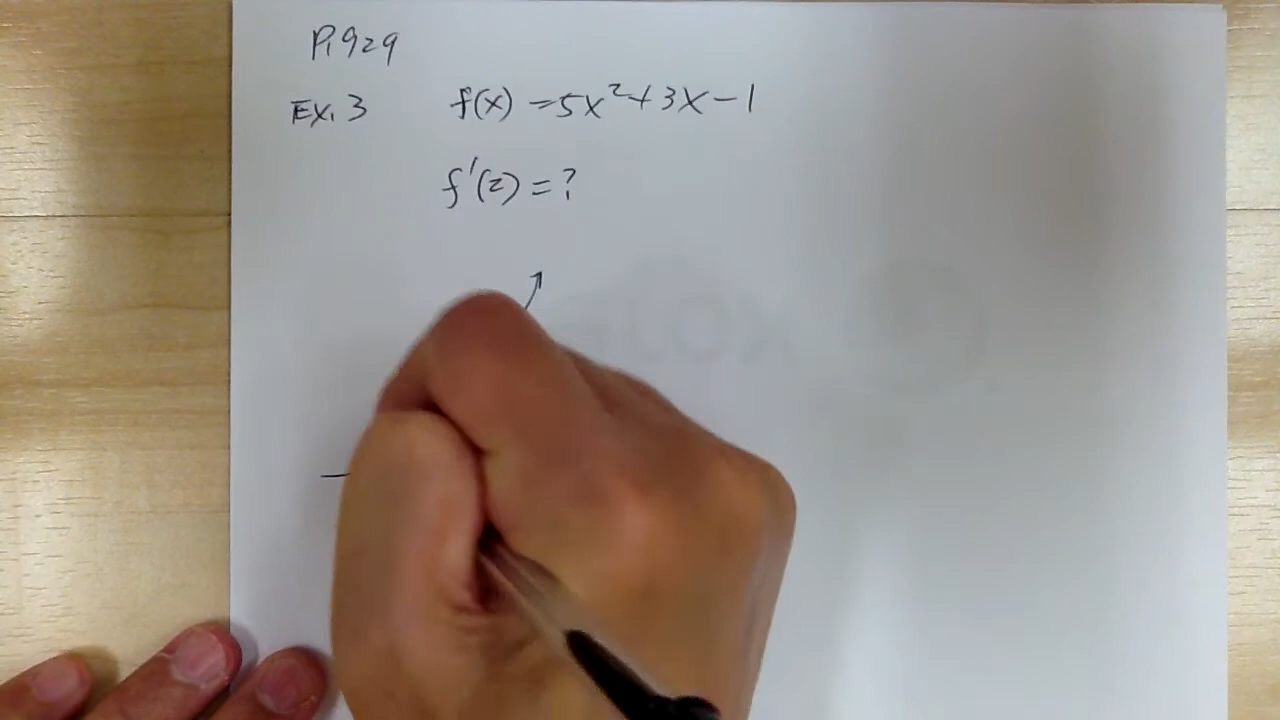 P. 929
Ex. 3 f(x) = 5x² + 3x - 1
f'(2) = ?